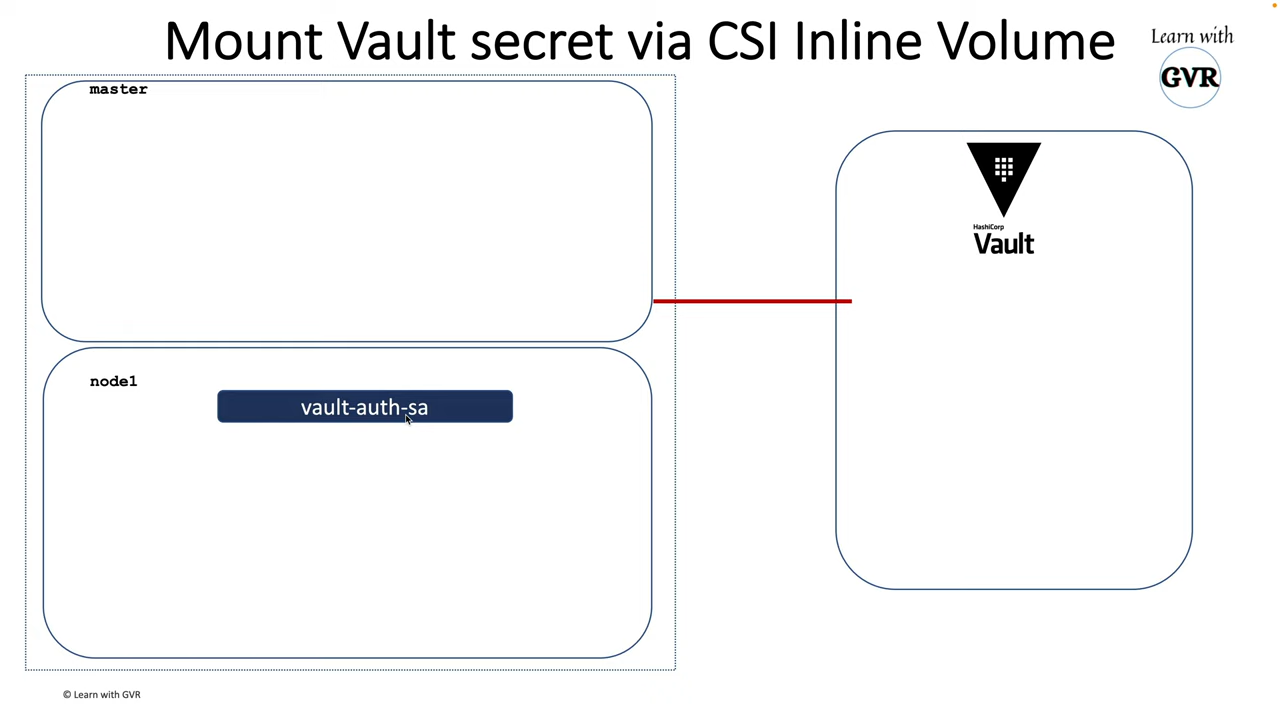 Mount Vault secret via CSI Inline Volume
Learn with
GVR
master
HashiCorp
Vault
node1
vault-auth-sa
© Learn with GVR